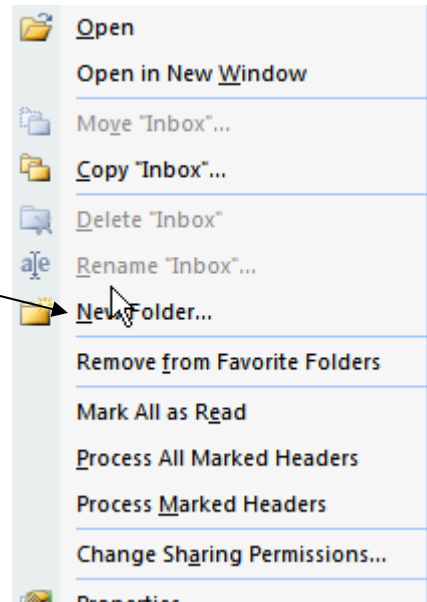 Open
Open in New Window
Move "Inbox"...
Copy "Inbox"...
Delete "Inbox"
Rename "Inbox"...
New Folder...
Remove from Favorite Folders
Mark All as Read
Process All Marked Headers
Process Marked Headers
Change Sharing Permissions...
Properties